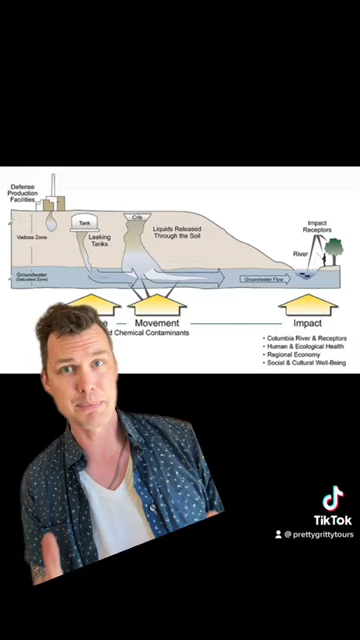 Defense
Production
Facilities
Vadose Zone
Tank
Leaking
Tanks
Crib
Liquids Released
Through the Soil
Impact
Receptors
River
Groundwater
(Saturated Zone)
Groundwater Flow
Movement
Impact
Chemical Contaminants
• Columbia River & Receptors
• Human & Ecological Health
• Regional Economy
• Social & Cultural Well-Being
TikTok
@prettygrittytours